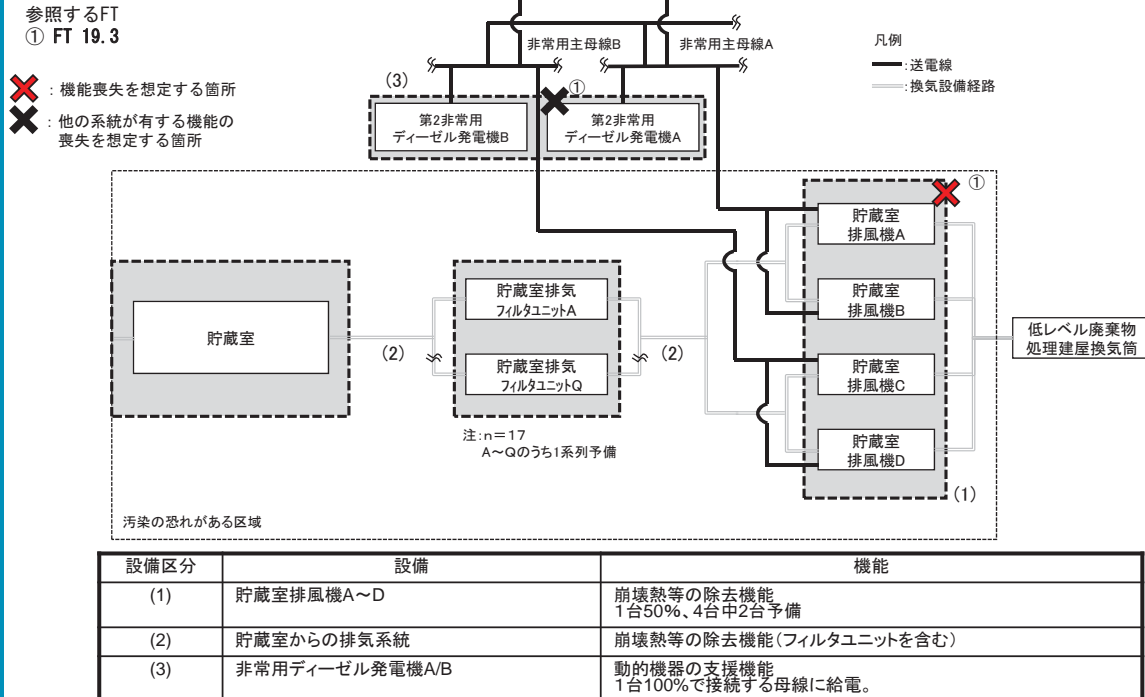 参照するFT
① FT 19.3
：機能喪失を想定する箇所
：他の系統が有する機能の
喪失を想定する箇所
非常用主母線B
非常用主母線A
凡例
:送電線
:換気設備経路
(3)
①
第2非常用
ディーゼル発電機B
第2非常用
ディーゼル発電機A
①
貯蔵室
排風機A
貯蔵室
排風機B
貯蔵室
排風機C
貯蔵室
排風機D
(1)
貯蔵室
(2)
貯蔵室排気
フィルタユニットA
貯蔵室排気
フィルタユニットQ
(2)
注:n＝17
A～Qのうち1系列予備
低レベル廃棄物
処理建屋換気筒
汚染の恐れがある区域
設備区分 設備 機能
(1) 貯蔵室排風機A～D 崩壊熱等の除去機能
1台50%、4台中2台予備
(2) 貯蔵室からの排気系統 崩壊熱等の除去機能(フィルタユニットを含む)
(3) 非常用ディーゼル発電機A/B 動的機器の支援機能
1台100%で接続する母線に給電。